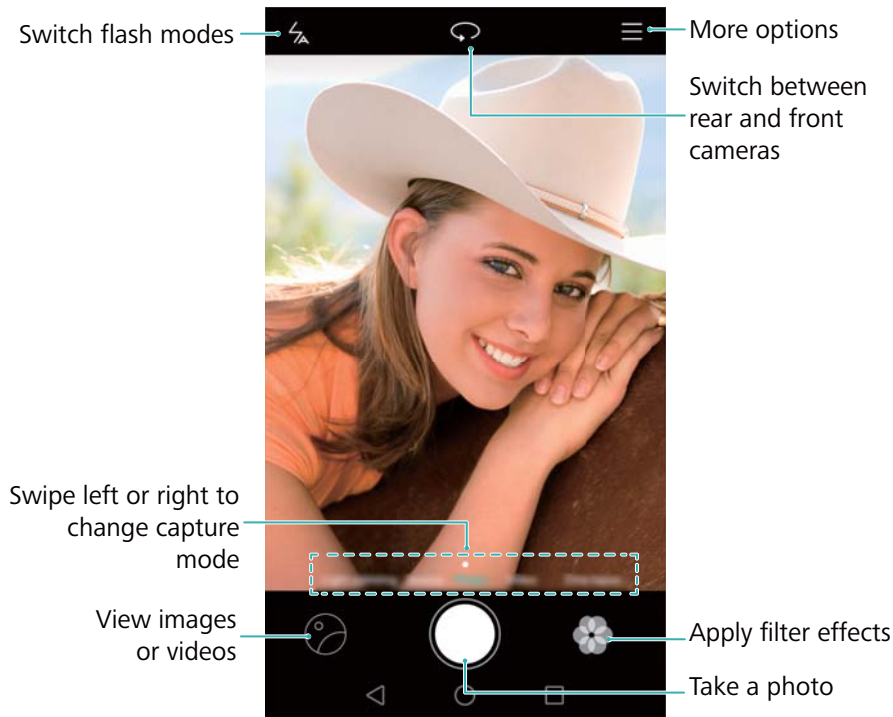 Switch flash modes
More options
Switch between
rear and front
cameras
Swipe left or right to
change capture
mode
View images
or videos
Apply filter effects
Take a photo